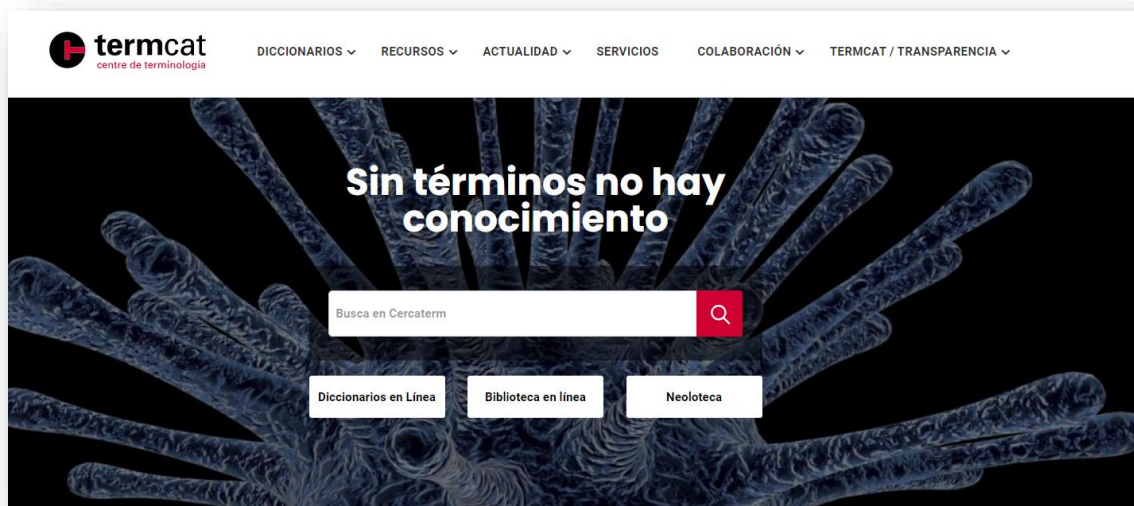 termcat
centre de terminologia
DICCIONARIOS
RECURSOS
ACTUALIDAD
SERVICIOS
COLABORACIÓN
TERMCAT / TRANSPARENCIA
Sin términos no hay
conocimiento
Busca en Cercaterm
Diccionarios en Línea
Biblioteca en línea
Neoloteca